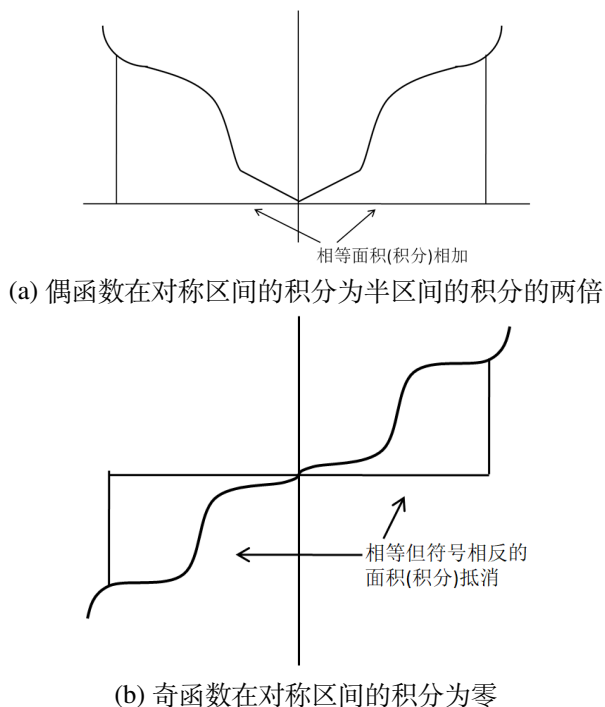 相等面积(积分)相加
(a) 偶函数在对称区间的积分为半区间的积分的两倍
相等但符号相反的
面积(积分)抵消
(b) 奇函数在对称区间的积分为零